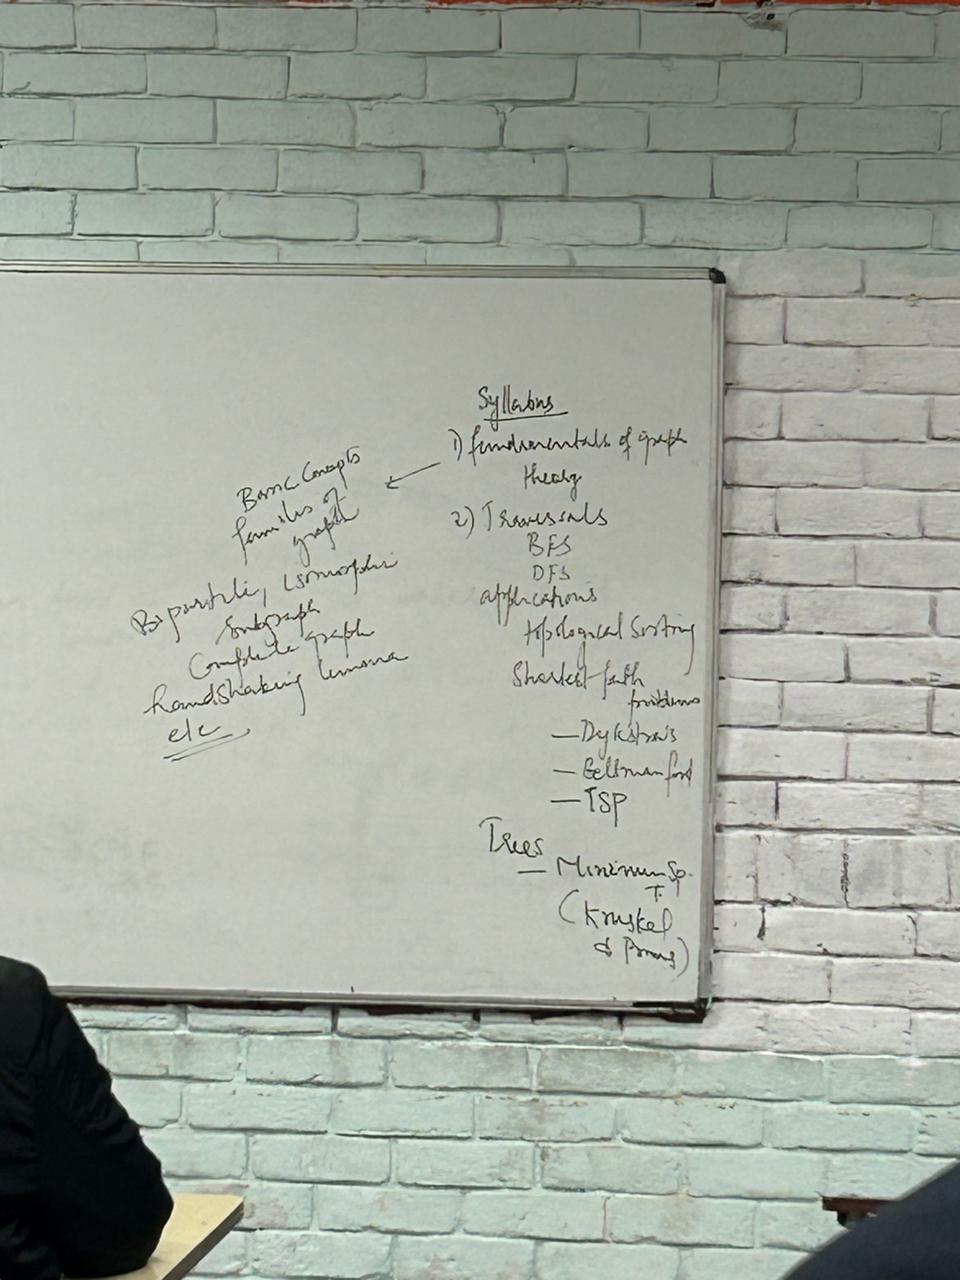 Syllabus
1) fundamentals of graph
theory
Basic Concepts
families of
graph
Bipartite, isomorphic
Subgraph
Complete graph
handshaking lemma
etc
2) Traversals
BFS
DFS
applications
topological Sorting
Shortest path
problems
— Dijkstra's
— Bellman ford
— TSP
Trees
— Minimum Sp.
T.
(Kruskal
& Prims)